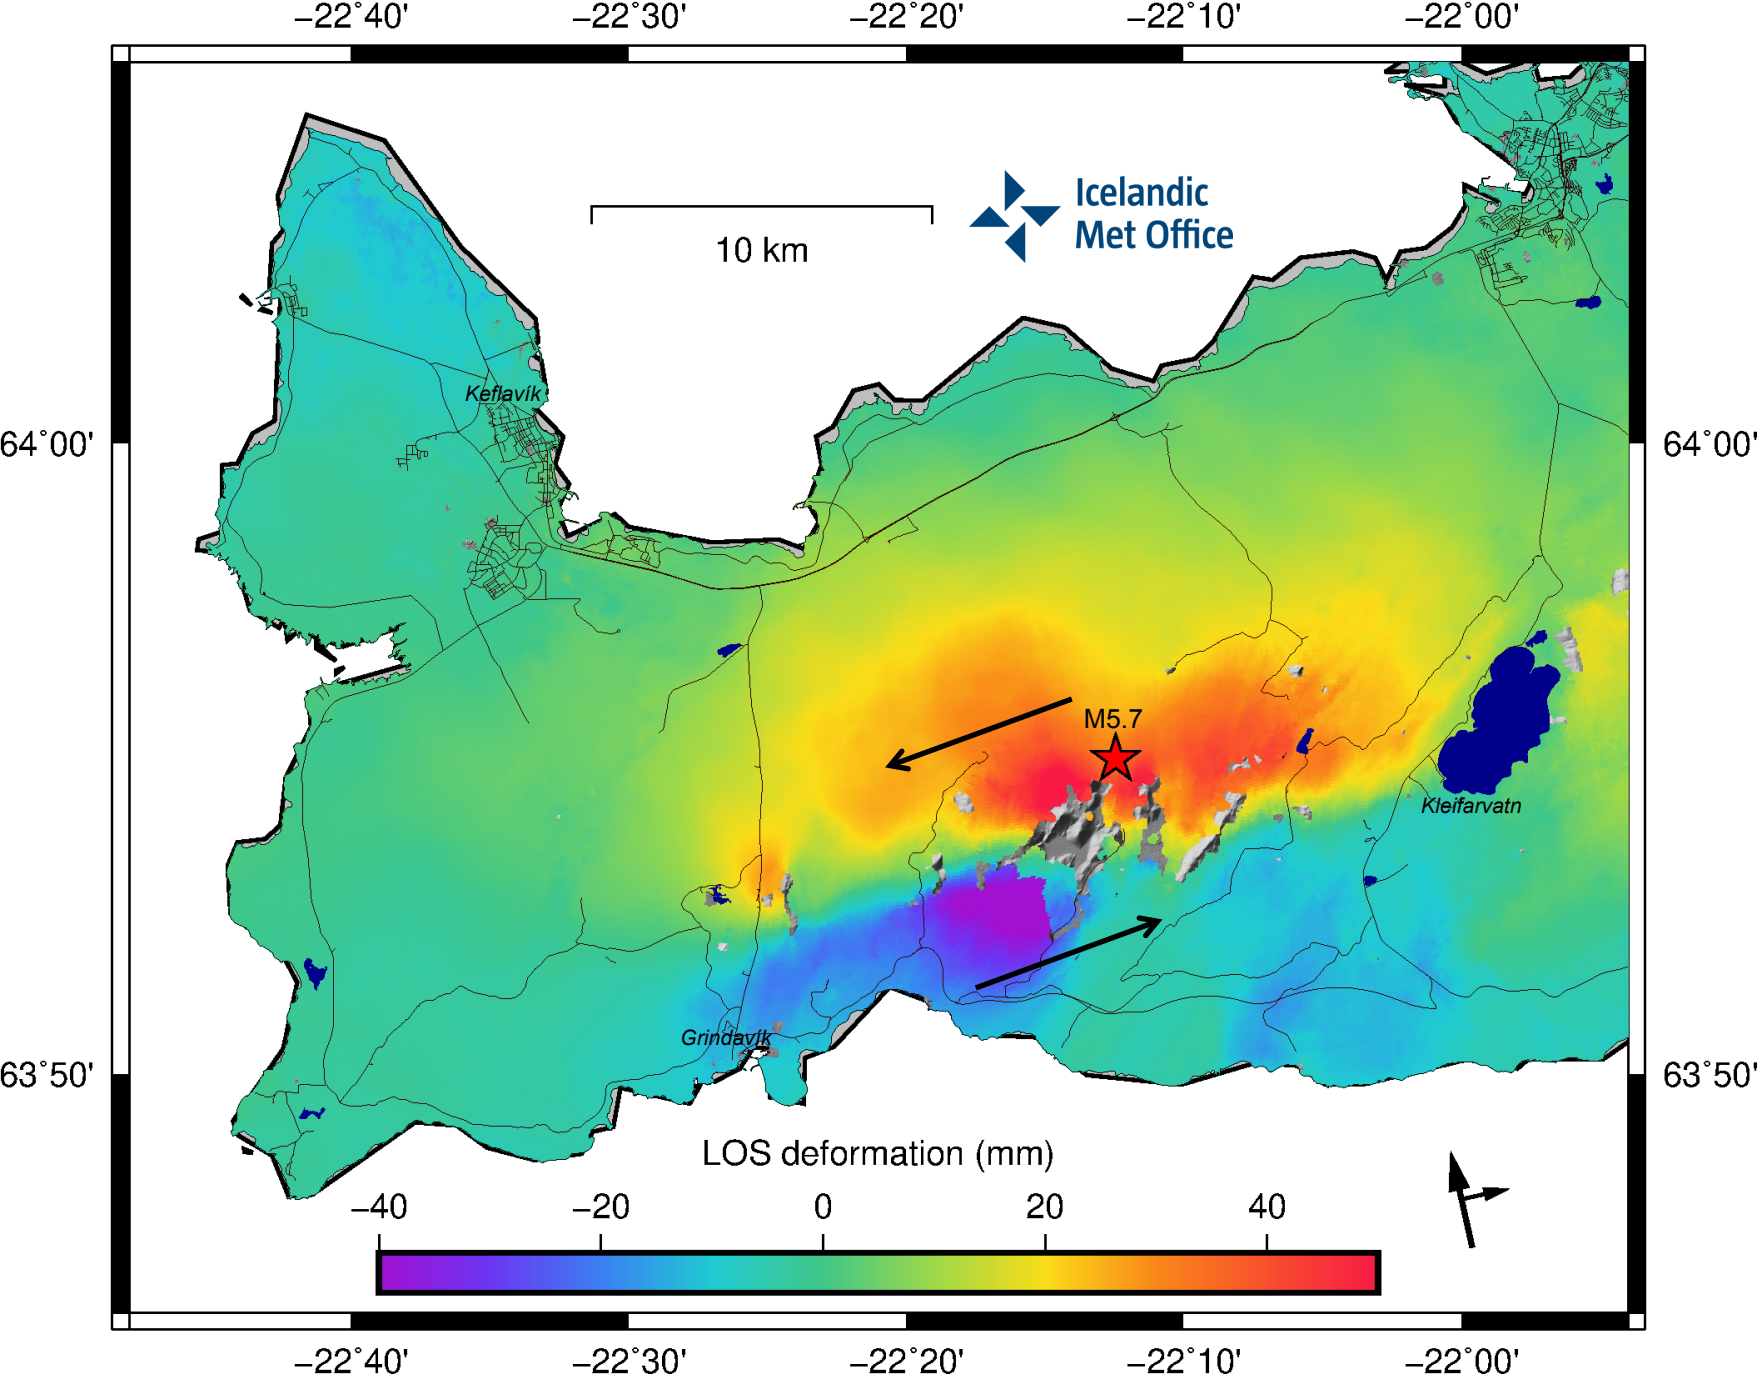 −22˚40' −22˚30' −22˚20' −22˚10' −22˚00'
Icelandic
Met Office
10 km
Keflavík
64˚00' 64˚00'
M5.7
Kleifarvatn
Grindavík
63˚50' 63˚50'
LOS deformation (mm)
−40 −20 0 20 40
−22˚40' −22˚30' −22˚20' −22˚10' −22˚00'